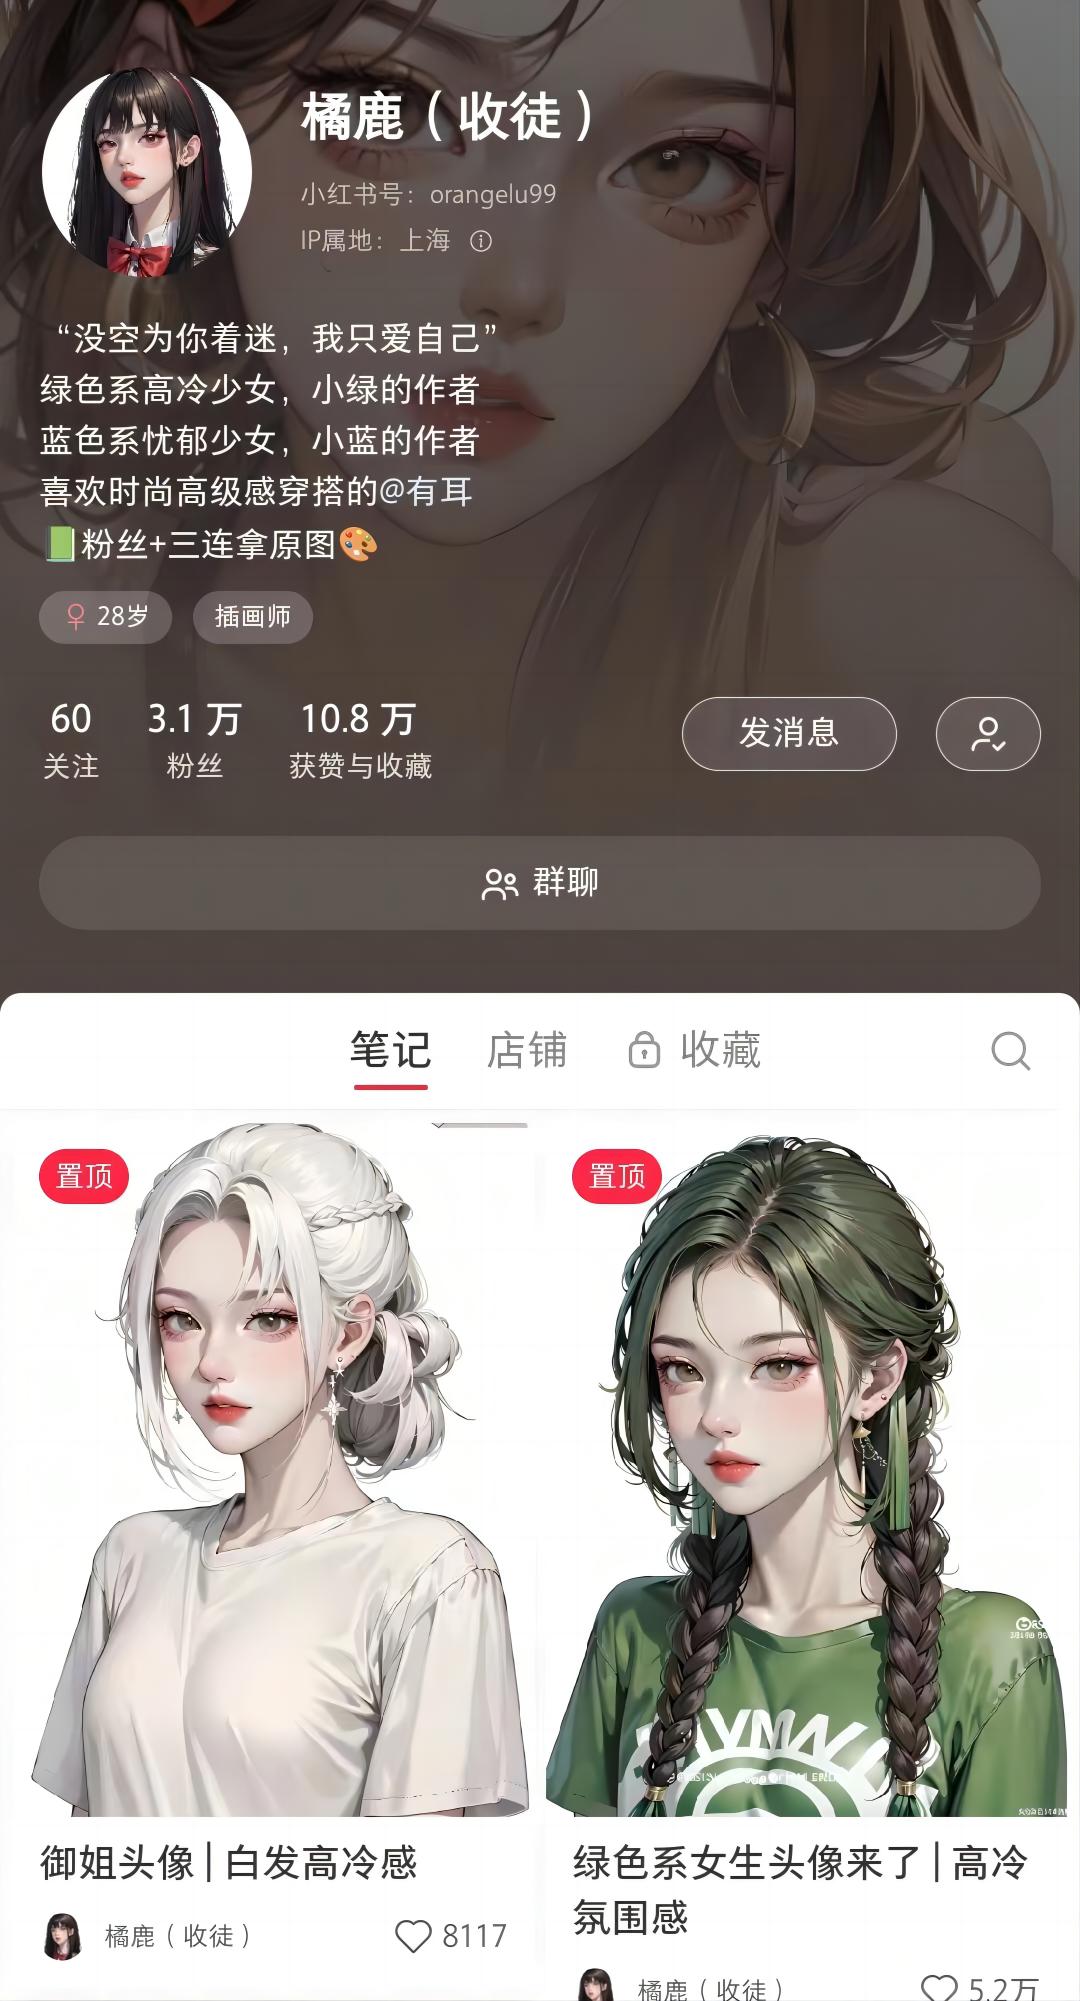 橘鹿（收徒）
小红书号：orangelu99
IP属地：上海
“没空为你着迷，我只爱自己”
绿色系高冷少女，小绿的作者
蓝色系忧郁少女，小蓝的作者
喜欢时尚高级感穿搭的@有耳
📗粉丝+三连拿原图🎨
♀ 28岁 插画师
60 3.1万 10.8万
关注 粉丝 获赞与收藏
发消息
群聊
笔记 店铺 收藏
置顶
置顶
御姐头像|白发高冷感
橘鹿（收徒） 8117
绿色系女生头像来了|高冷
氛围感
橘鹿（收徒） 5.2万